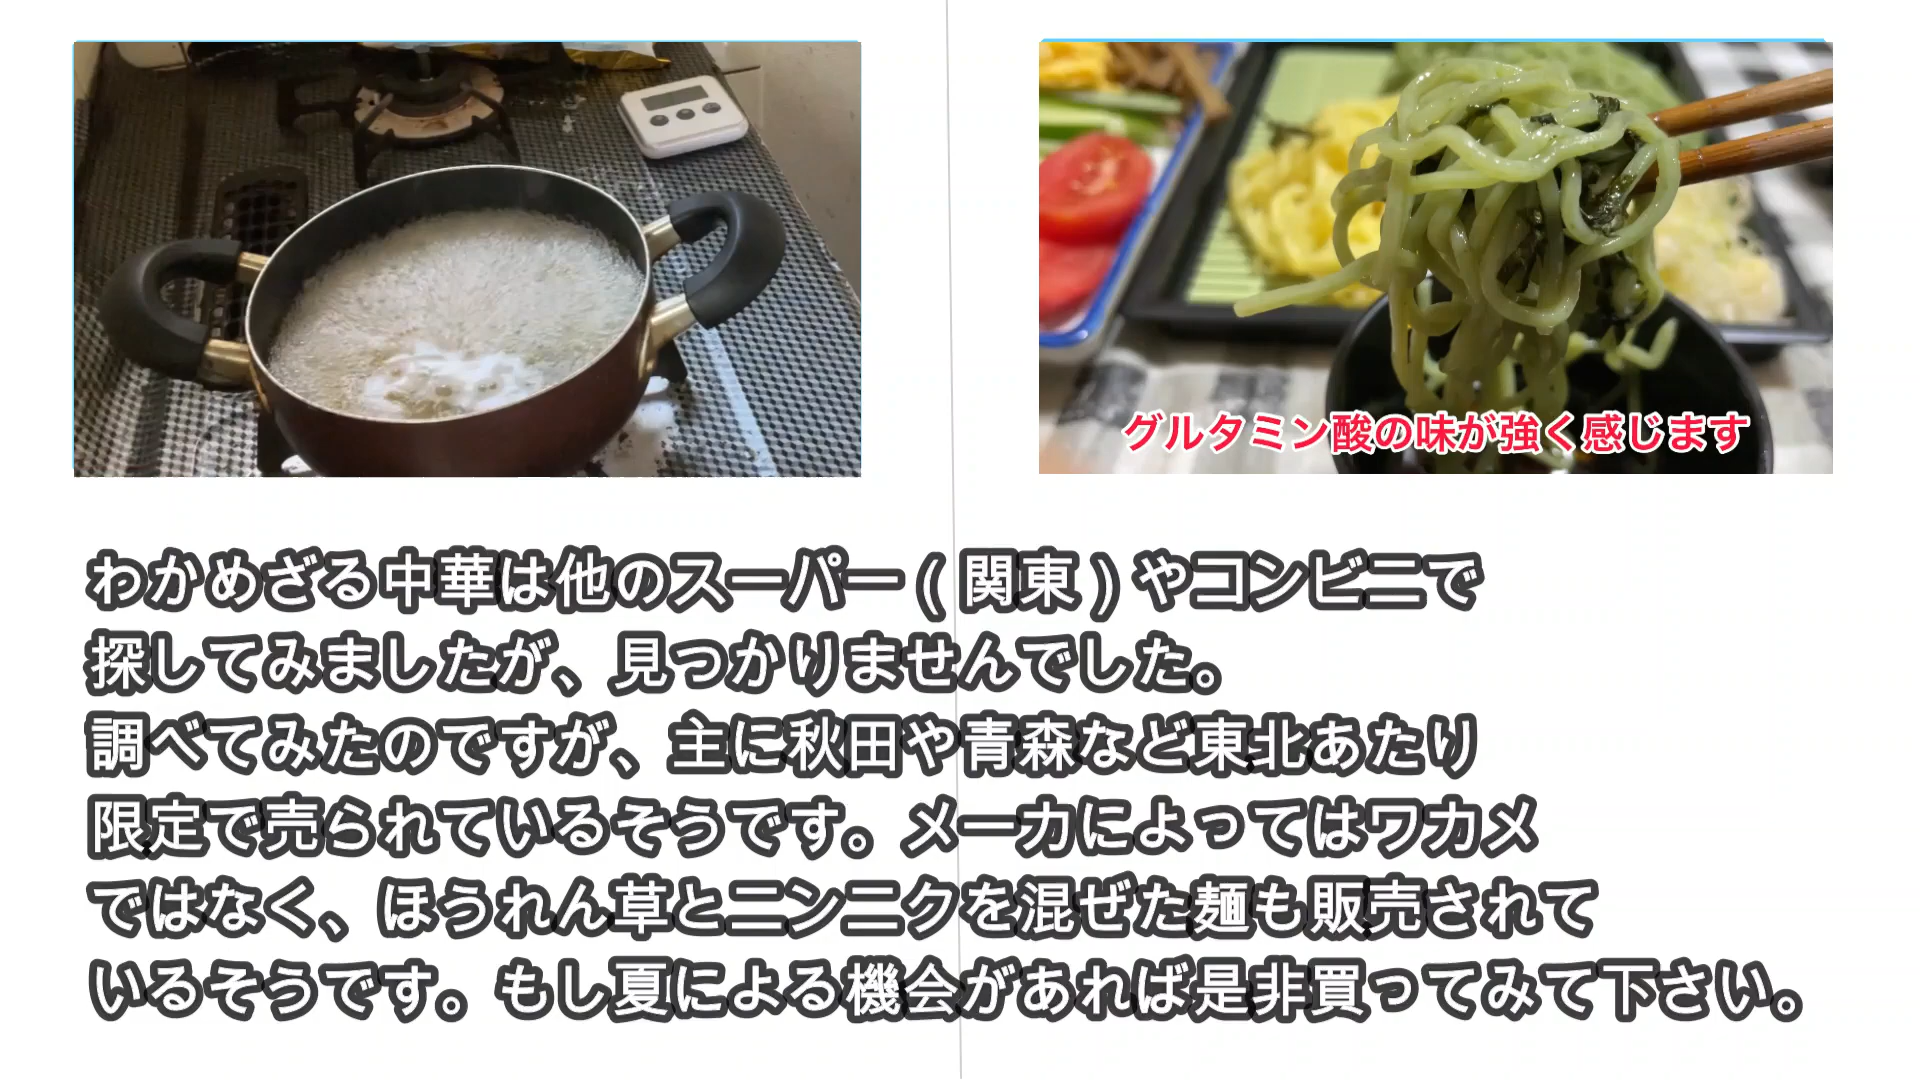 グルタミン酸の味が強く感じます
わかめざる中華は他のスーパー(関東)やコンビニで
探してみましたが、見つかりませんでした。
調べてみたのですが、主に秋田や青森など東北あたり
限定で売られているそうです。メーカによってはワカメ
ではなく、ほうれん草とニンニクを混ぜた麺も販売されて
いるそうです。もし夏による機会があれば是非買ってみて下さい。